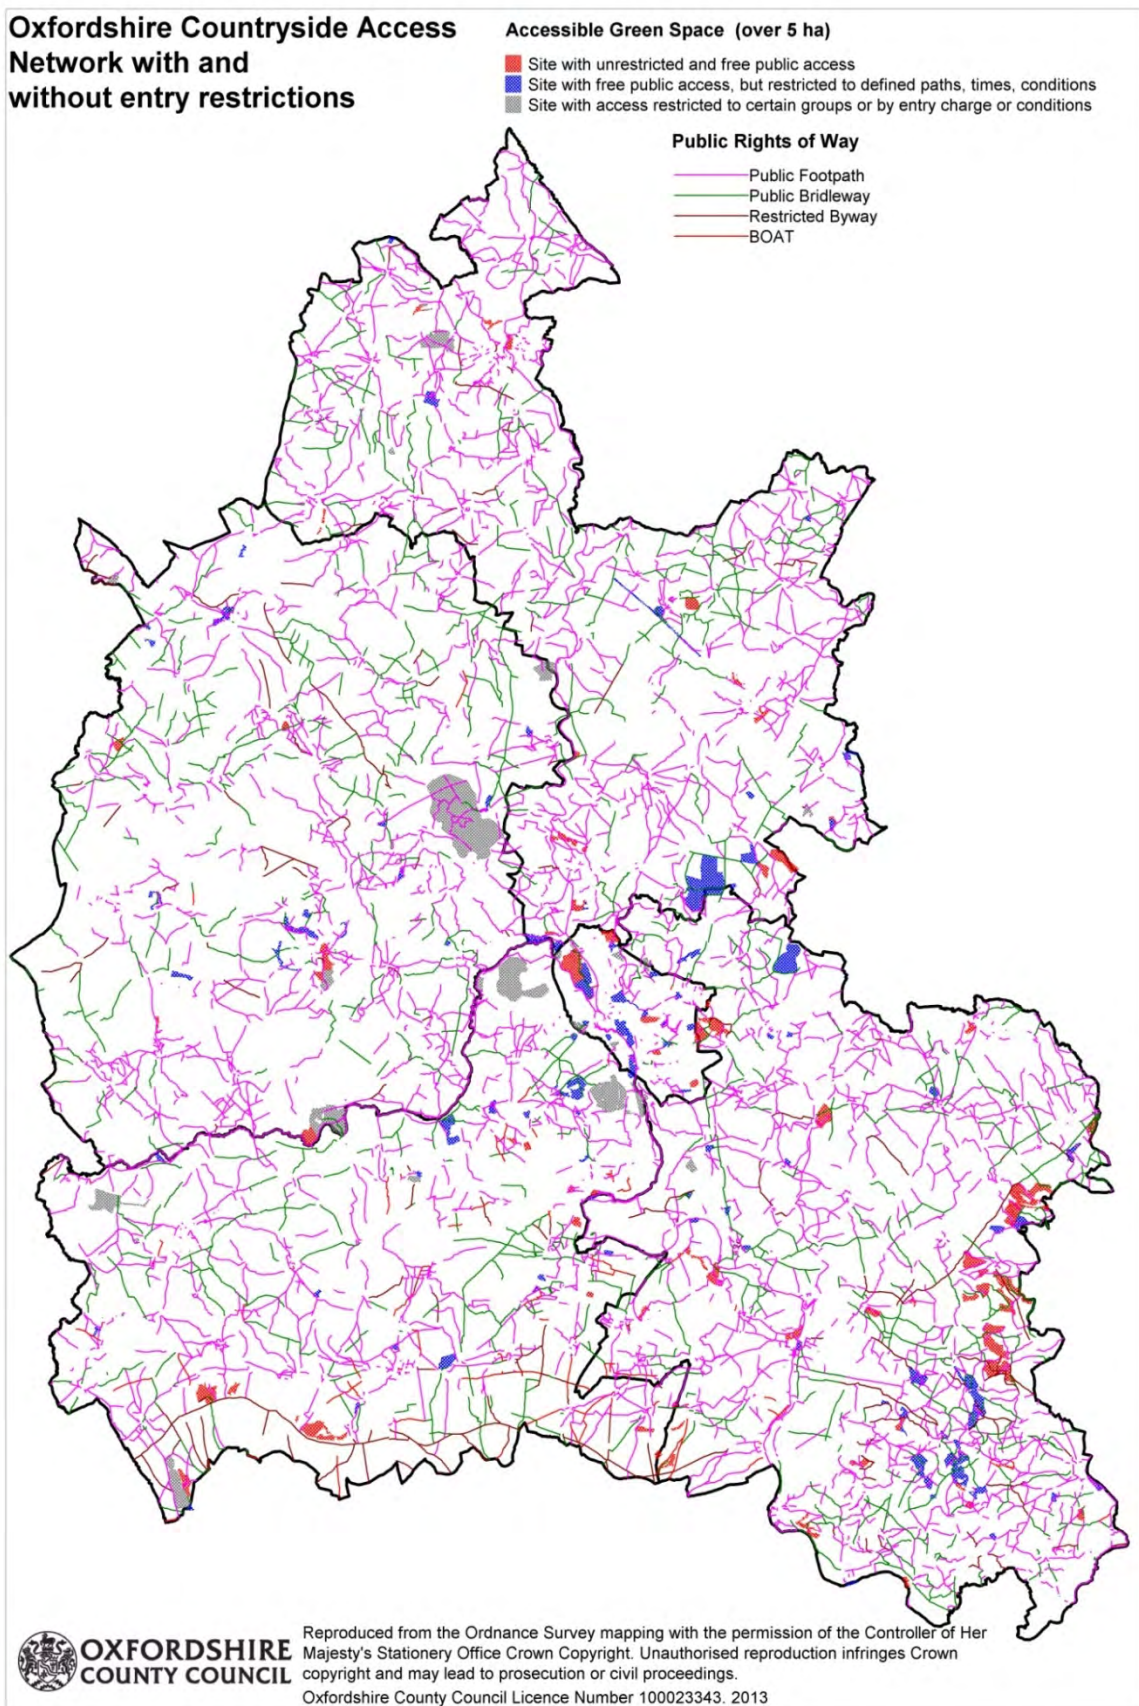 Oxfordshire Countryside Access
Network with and
without entry restrictions
Accessible Green Space (over 5 ha)
Site with unrestricted and free public access
Site with free public access, but restricted to defined paths, times, conditions
Site with access restricted to certain groups or by entry charge or conditions
Public Rights of Way
Public Footpath
Public Bridleway
Restricted Byway
BOAT
OXFORDSHIRE
COUNTY COUNCIL
Reproduced from the Ordnance Survey mapping with the permission of the Controller of Her
Majesty's Stationery Office Crown Copyright. Unauthorised reproduction infringes Crown
copyright and may lead to prosecution or civil proceedings.
Oxfordshire County Council Licence Number 100023343. 2013